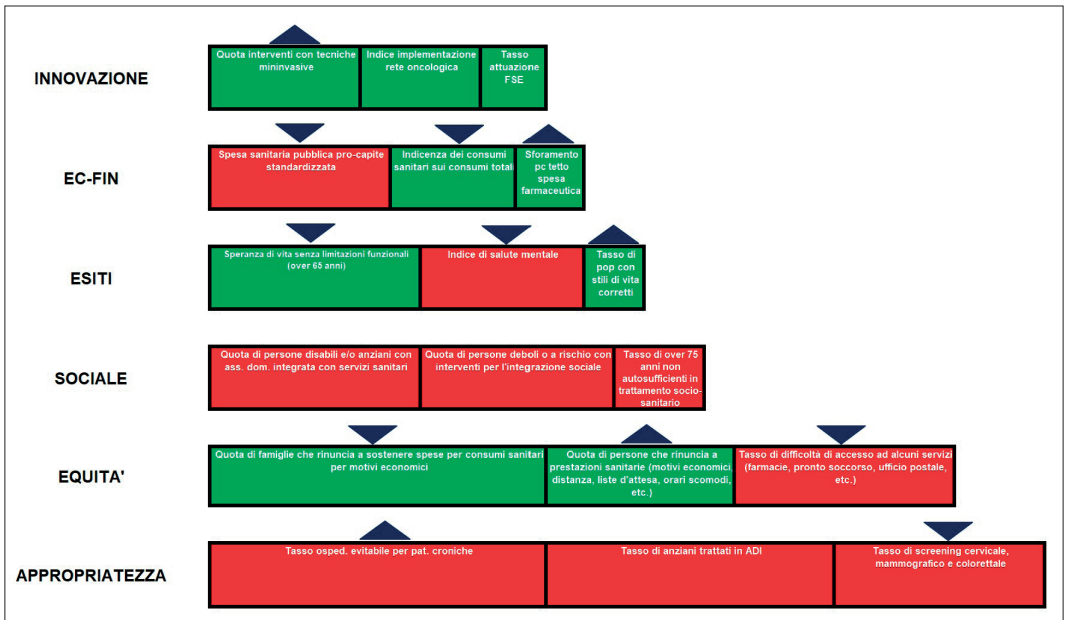 INNOVAZIONE
Quota interventi con tecniche
mininvasive
Indice implementazione
rete oncologica
Tasso
attuazione
FSE
EC-FIN
Spesa sanitaria pubblica pro-capite
standardizzata
Indicenza dei consumi
sanitari sui consumi totali
Sforamento
pc tetto
spesa
farmaceutica
ESITI
Speranza di vita senza limitazioni funzionali
(over 65 anni)
Indice di salute mentale
Tasso di
pop con
stili di vita
corretti
SOCIALE
Quota di persone disabili e/o anziani con
ass. dom. integrata con servizi sanitari
Quota di persone deboli o a rischio con
interventi per l'integrazione sociale
Tasso di over 75
anni non
autosufficienti in
trattamento socio-
sanitario
EQUITA'
Quota di famiglie che rinuncia a sostenere spese per consumi sanitari
per motivi economici
Quota di persone che rinuncia a
prestazioni sanitarie (motivi economici,
distanza, liste d'attesa, orari scomodi,
etc.)
Tasso di difficoltà di accesso ad alcuni servizi
(farmacie, pronto soccorso, ufficio postale,
etc.)
APPROPRIATEZZA
Tasso osped. evitabile per pat. croniche
Tasso di anziani trattati in ADI
Tasso di screening cervicale,
mammografico e colorettale